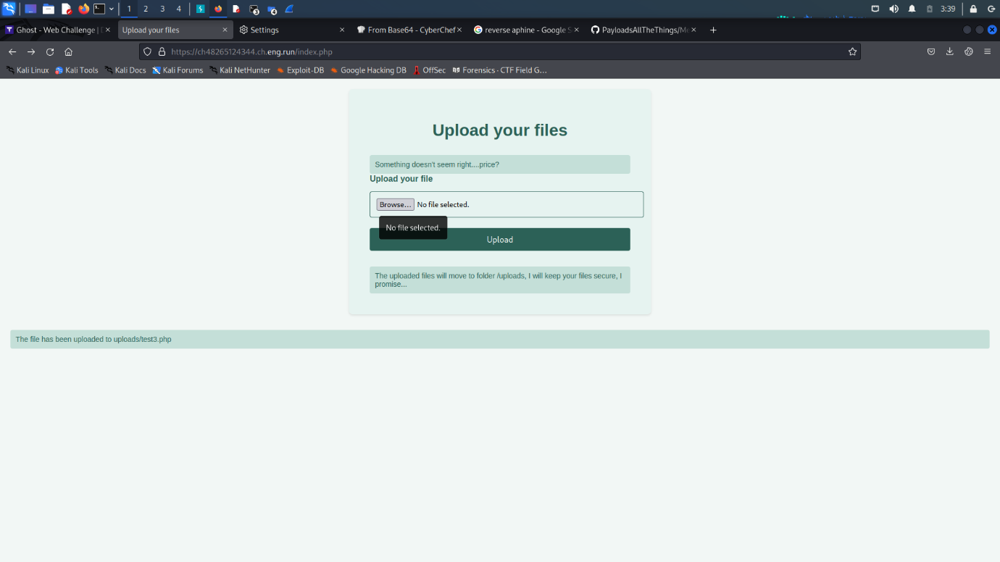 1 2 3 4 3 4 3:39
Ghost - Web Challenge | Upload your files Settings From Base64 - CyberChef reverse aphine - Google S PayloadsAllTheThings/Me
https://ch48265124344.ch.eng.run/index.php
Kali Linux Kali Tools Kali Docs Kali Forums Kali NetHunter Exploit-DB Google Hacking DB OffSec Forensics · CTF Field G…
Upload your files
Something doesn't seem right....price?
Upload your file
Browse… No file selected.
No file selected.
Upload
The uploaded files will move to folder /uploads, I will keep your files secure, I
promise...
The file has been uploaded to uploads/test3.php